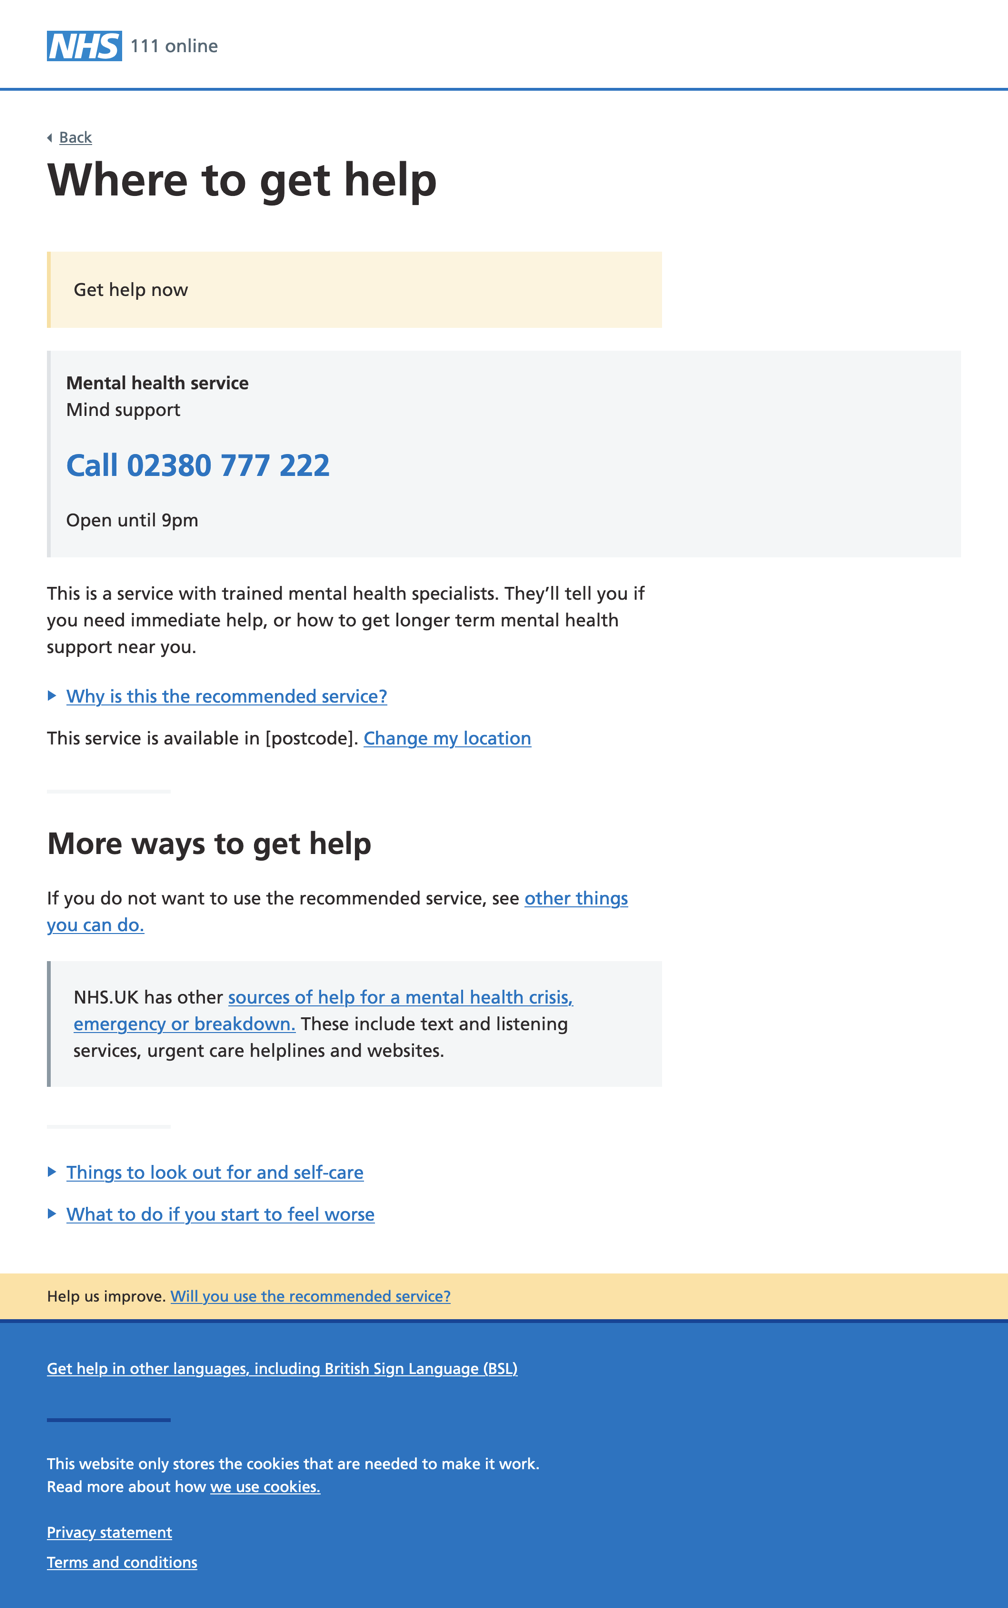 NHS 111 online
Back
Where to get help
Get help now
Mental health service
Mind support
Call 02380 777 222
Open until 9pm
This is a service with trained mental health specialists. They’ll tell you if
you need immediate help, or how to get longer term mental health
support near you.
Why is this the recommended service?
This service is available in [postcode]. Change my location
More ways to get help
If you do not want to use the recommended service, see other things
you can do.
NHS.UK has other sources of help for a mental health crisis,
emergency or breakdown. These include text and listening
services, urgent care helplines and websites.
Things to look out for and self-care
What to do if you start to feel worse
Help us improve. Will you use the recommended service?
Get help in other languages, including British Sign Language (BSL)
This website only stores the cookies that are needed to make it work.
Read more about how we use cookies.
Privacy statement
Terms and conditions